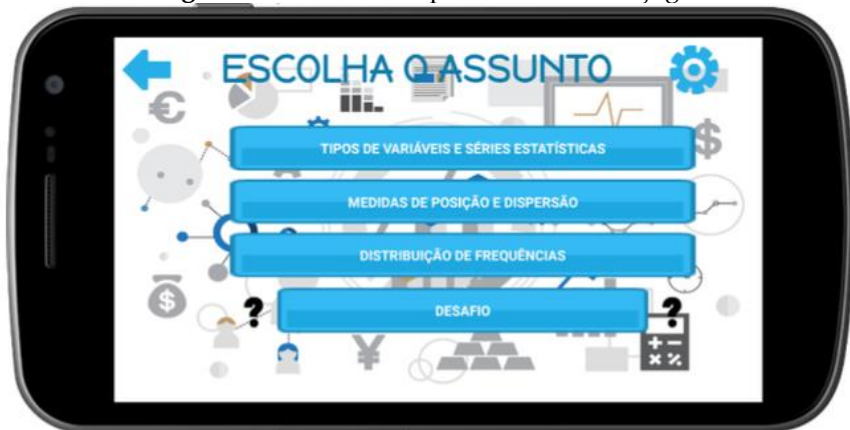 ESCOLHA O ASSUNTO
TIPOS DE VARIÁVEIS E SÉRIES ESTATÍSTICAS
MEDIDAS DE POSIÇÃO E DISPERSÃO
DISTRIBUIÇÃO DE FREQUÊNCIAS
? DESAFIO ?